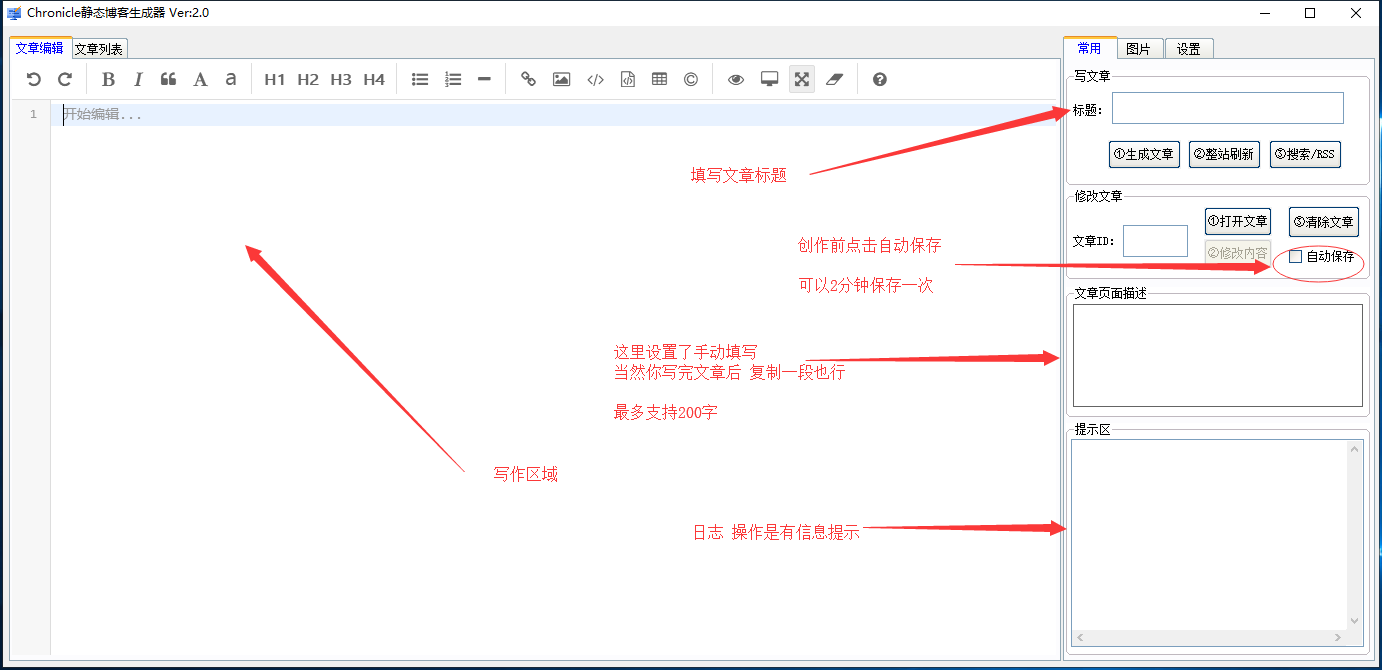 Chronicle静态博客生成器 Ver:2.0
文章编辑 文章列表
常用 图片 设置
B I A a H1 H2 H3 H4
1 开始编辑...
写文章
标题:
①生成文章 ②整站刷新 ③搜索/RSS
填写文章标题
修改文章
①打开文章 ③清除文章
文章ID:
②修改内容 自动保存
创作前点击自动保存
可以2分钟保存一次
文章页面描述
这里设置了手动填写
当然你写完文章后 复制一段也行
最多支持200字
提示区
写作区域
日志 操作是有信息提示